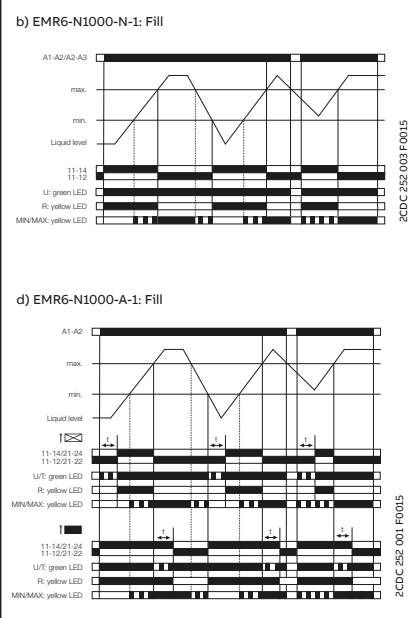 b) EMR6-N1000-N-1: Fill
A1-A2/A2-A3
max.
min.
Liquid level
11-14
11-12
U: green LED
R: yellow LED
MIN/MAX: yellow LED
2CDC 252 003 F0015
d) EMR6-N1000-A-1: Fill
A1-A2
max.
min.
Liquid level
t
t
t
11-14/21-24
11-12/21-22
U/T: green LED
R: yellow LED
MIN/MAX: yellow LED
t
t
t
11-14/21-24
11-12/21-22
U/T: green LED
R: yellow LED
MIN/MAX: yellow LED
2CDC 252 001 F0015